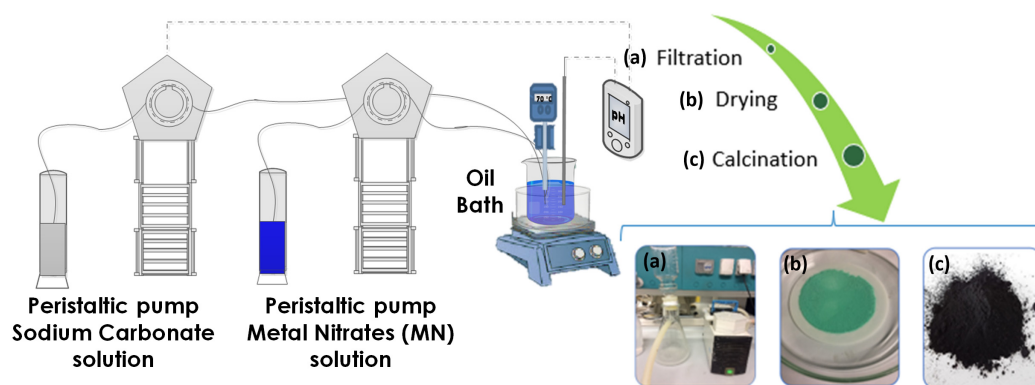 Peristaltic pump
Sodium Carbonate
solution
Peristaltic pump
Metal Nitrates (MN)
solution
Oil
Bath
70 °C
pH
(a) Filtration
(b) Drying
(c) Calcination
(a)
(b)
(c)